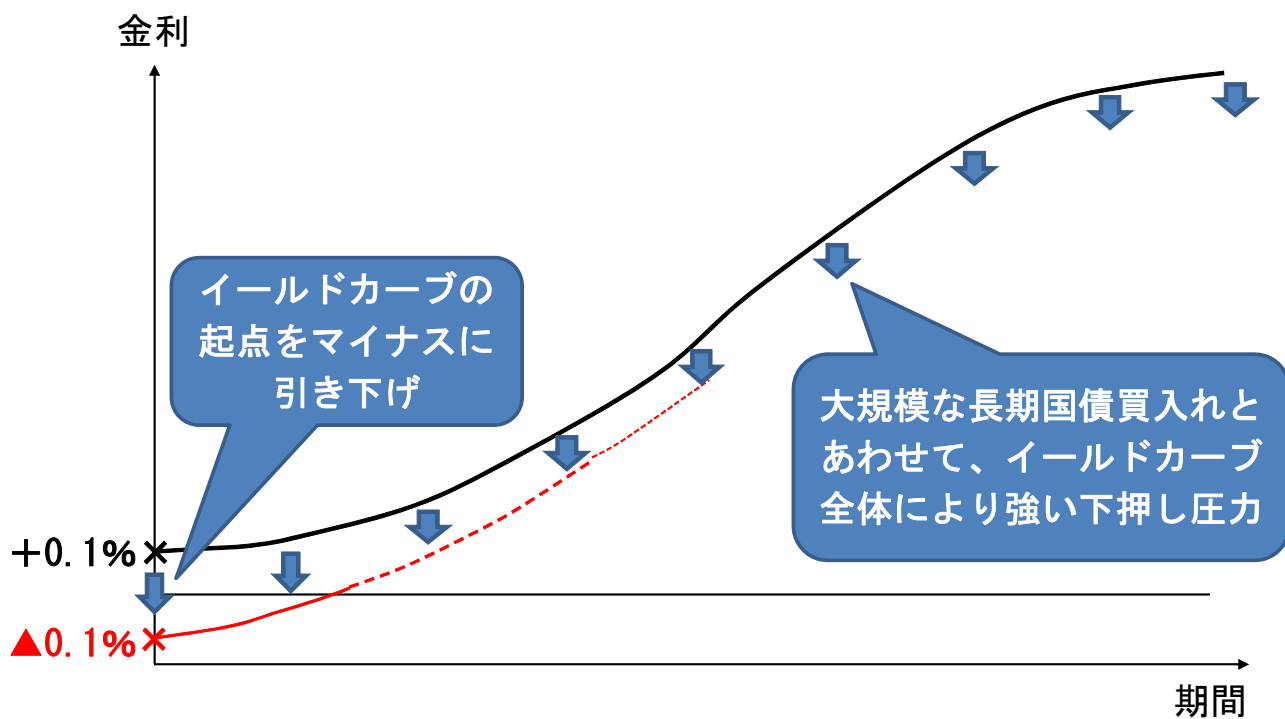 金利
イールドカーブの
起点をマイナスに
引き下げ
大規模な長期国債買入れと
あわせて、イールドカーブ
全体により強い下押し圧力
＋0.1%
▲0.1%
期間